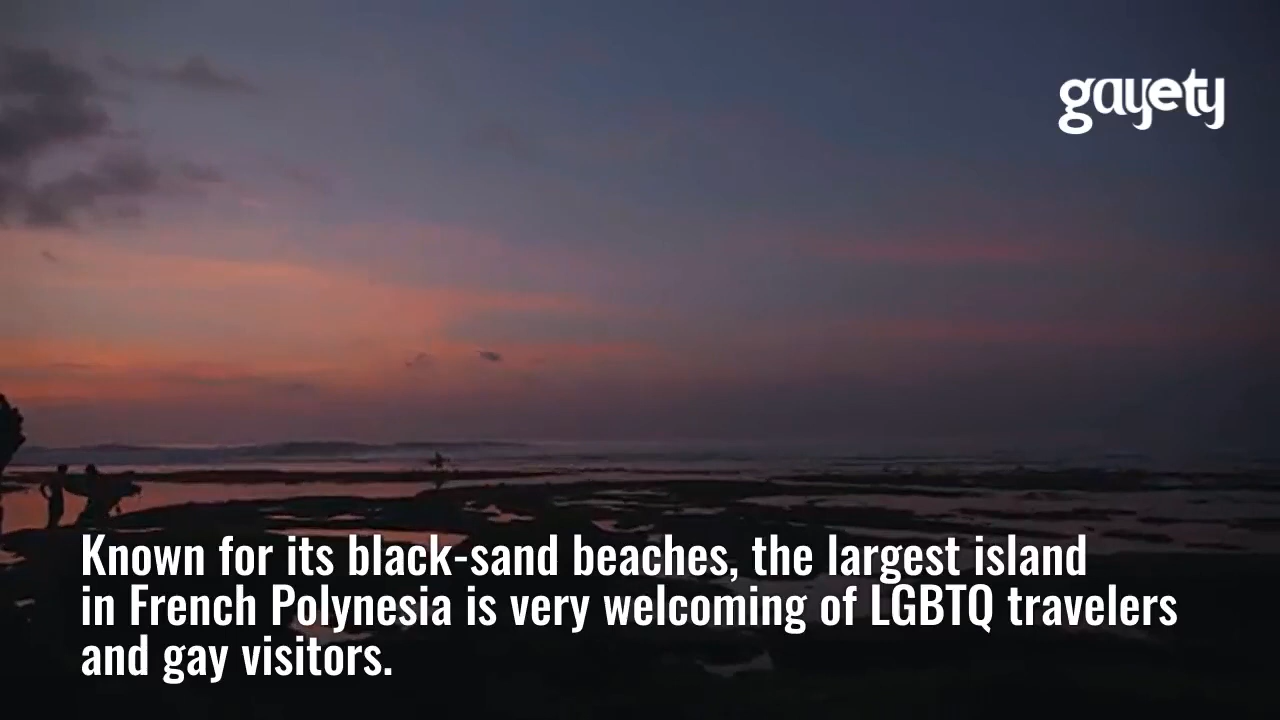 gayety
Known for its black-sand beaches, the largest island
in French Polynesia is very welcoming of LGBTQ travelers
and gay visitors.